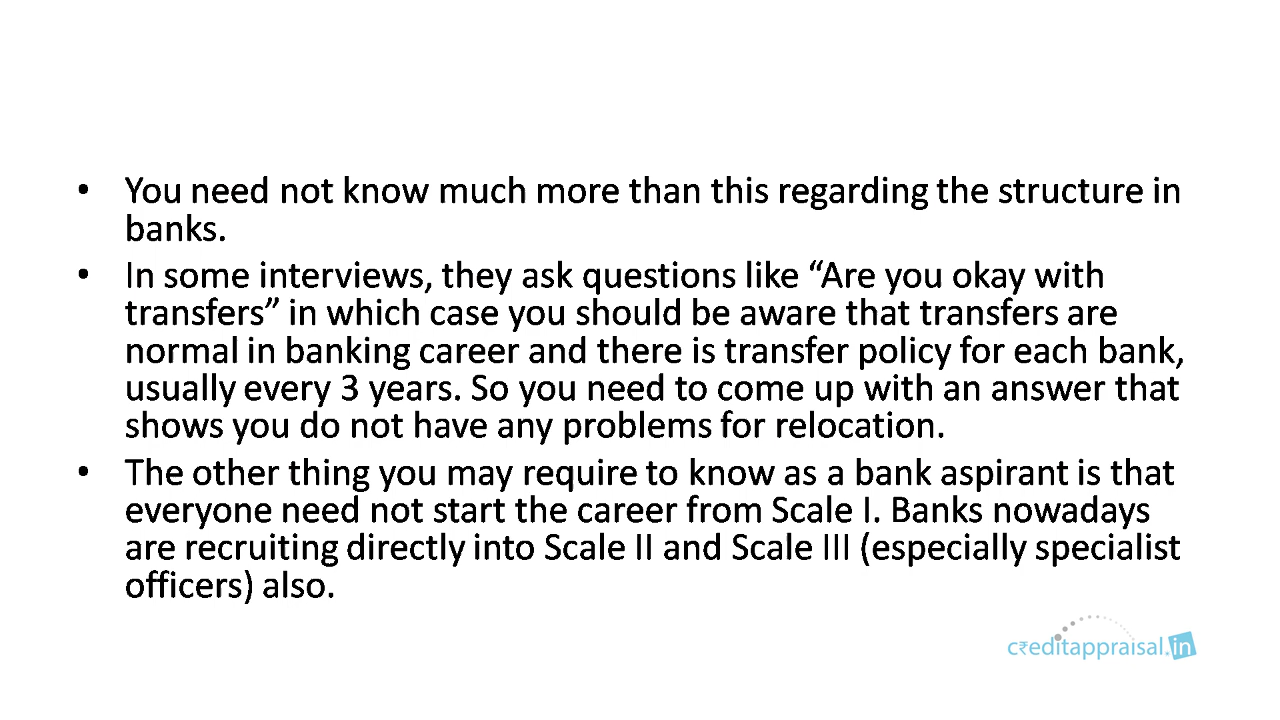 • You need not know much more than this regarding the structure in
banks.
• In some interviews, they ask questions like “Are you okay with
transfers” in which case you should be aware that transfers are
normal in banking career and there is transfer policy for each bank,
usually every 3 years. So you need to come up with an answer that
shows you do not have any problems for relocation.
• The other thing you may require to know as a bank aspirant is that
everyone need not start the career from Scale I. Banks nowadays
are recruiting directly into Scale II and Scale III (especially specialist
officers) also.
c₹editappraisal.in